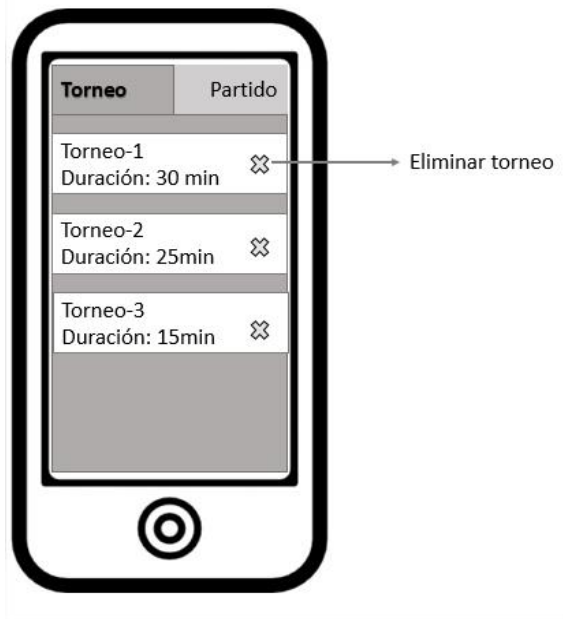 Torneo Partido
Torneo-1
Duración: 30 min
Eliminar torneo
Torneo-2
Duración: 25min
Torneo-3
Duración: 15min